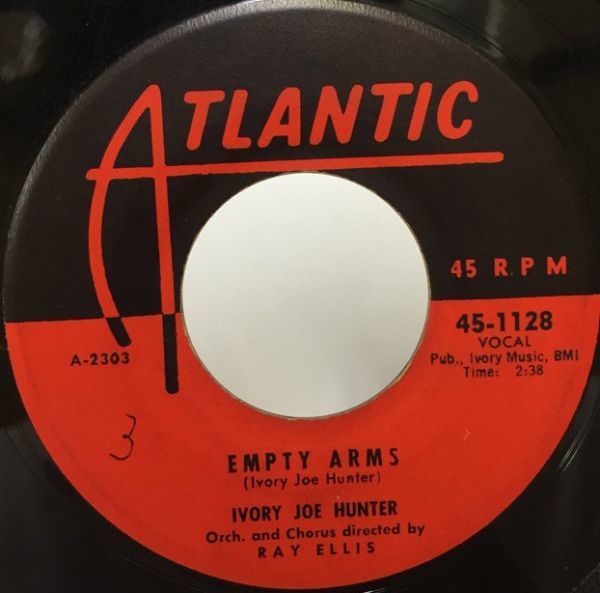 ATLANTIC
45 R.P M
45-1128
VOCAL
Pub., Ivory Music, BMI
Time: 2:38
A-2303
3
EMPTY ARMS
(Ivory Joe Hunter)
IVORY JOE HUNTER
Orch. and Chorus directed by
RAY ELLIS